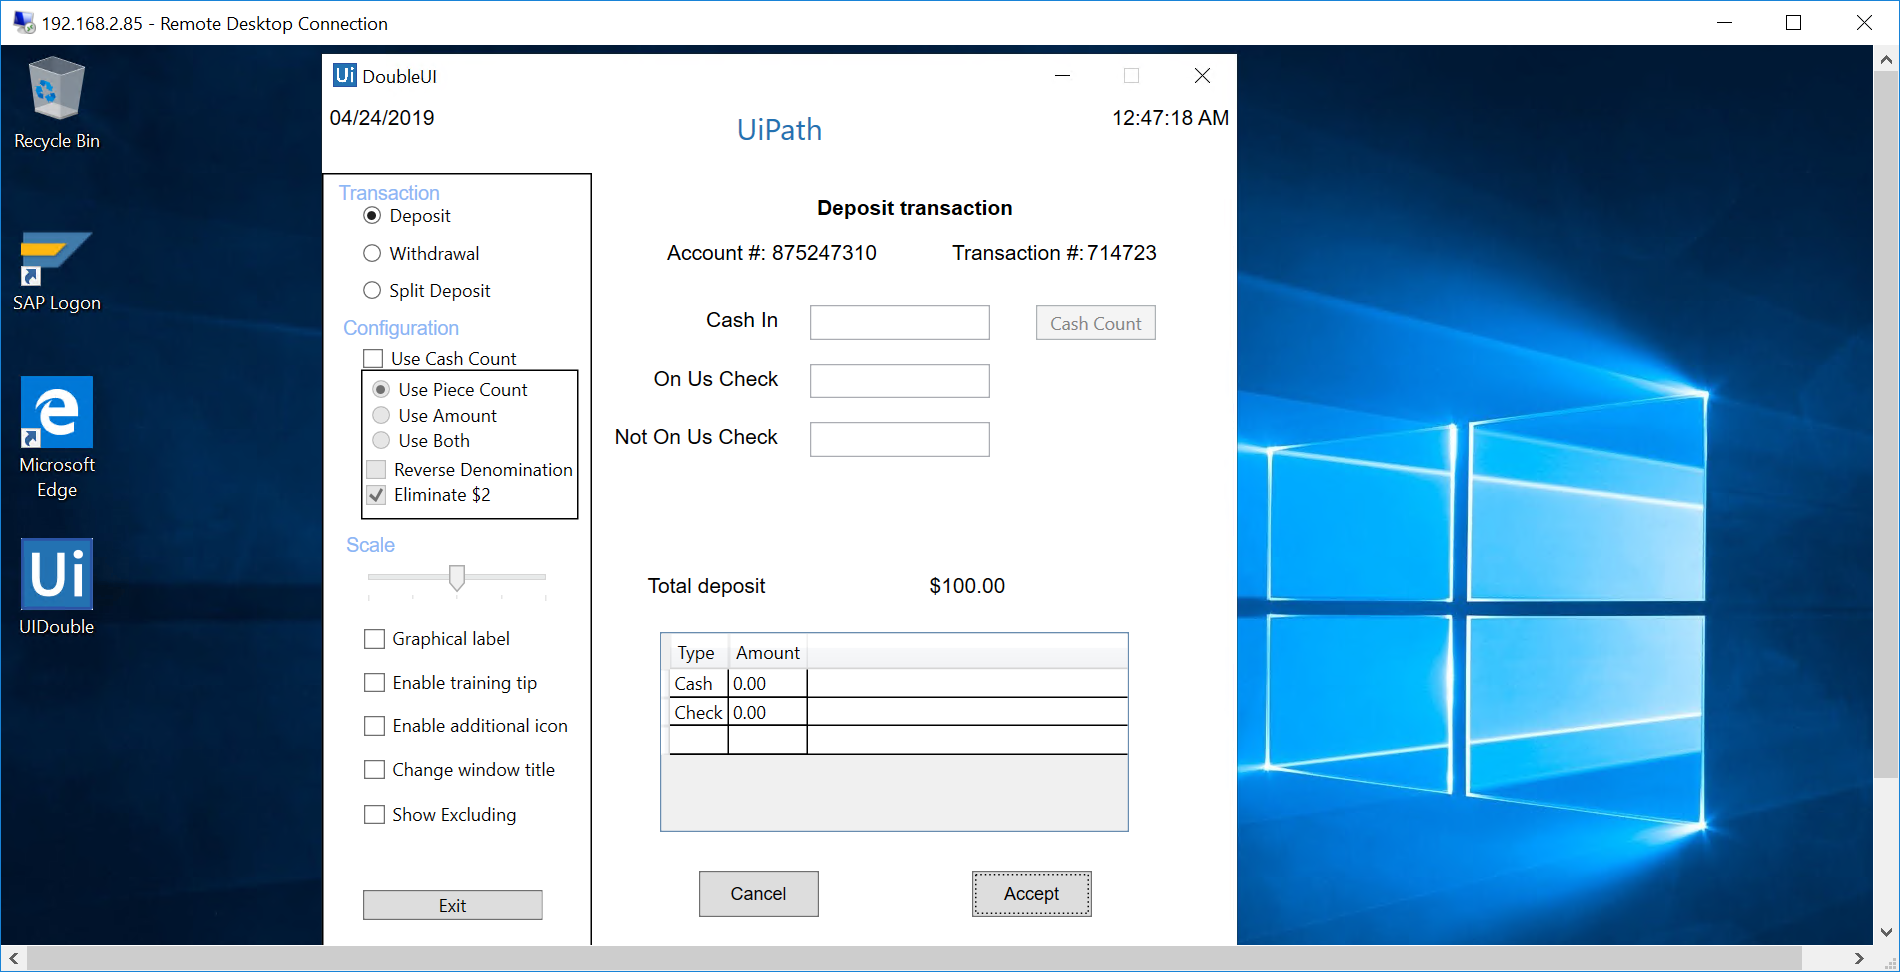 192.168.2.85 - Remote Desktop Connection
Recycle Bin
SAP Logon
Microsoft
Edge
Ui
UIDouble
Ui DoubleUI
04/24/2019
UiPath
12:47:18 AM
Transaction
Deposit
Withdrawal
Split Deposit
Configuration
Use Cash Count
Use Piece Count
Use Amount
Use Both
Reverse Denomination
Eliminate $2
Scale
Graphical label
Enable training tip
Enable additional icon
Change window title
Show Excluding
Exit
Deposit transaction
Account #: 875247310 Transaction #: 714723
Cash In Cash Count
On Us Check
Not On Us Check
Total deposit $100.00
Type Amount
Cash 0.00
Check 0.00
Cancel Accept